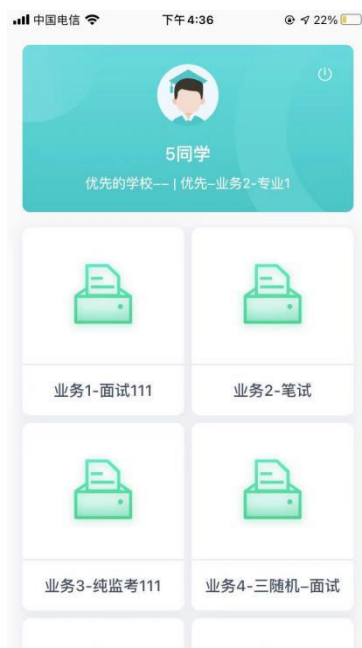 中国电信 下午4:36 22%
5同学
优先的学校-- | 优先-业务2-专业1
业务1-面试111 业务2-笔试
业务3-纯监考111 业务4-三随机-面试